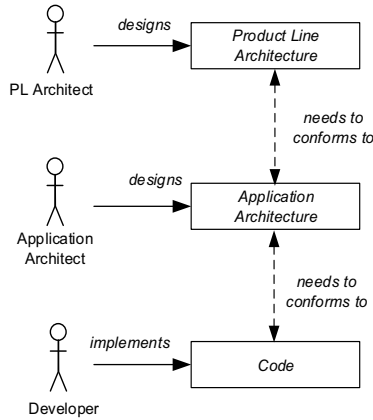 designs
Product Line
Architecture
PL Architect
needs to
conforms to
designs
Application
Architecture
Application
Architect
needs to
conforms to
implements
Code
Developer